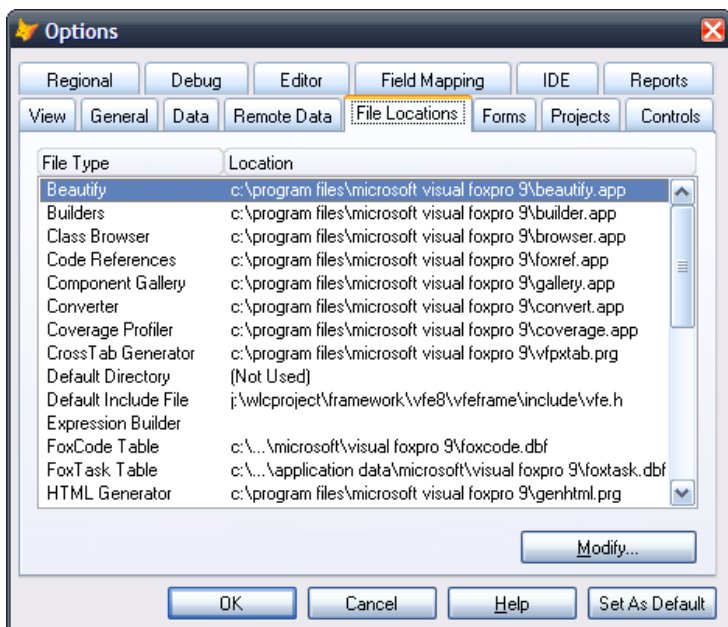 Options
Regional Debug Editor Field Mapping IDE Reports
View General Data Remote Data File Locations Forms Projects Controls
File Type Location
Beautify c:\program files\microsoft visual foxpro 9\beautify.app
Builders c:\program files\microsoft visual foxpro 9\builder.app
Class Browser c:\program files\microsoft visual foxpro 9\browser.app
Code References c:\program files\microsoft visual foxpro 9\foxref.app
Component Gallery c:\program files\microsoft visual foxpro 9\gallery.app
Converter c:\program files\microsoft visual foxpro 9\convert.app
Coverage Profiler c:\program files\microsoft visual foxpro 9\coverage.app
CrossTab Generator c:\program files\microsoft visual foxpro 9\vfpxtab.prg
Default Directory (Not Used)
Default Include File j:\wlcproject\framework\vfe8\vfeframe\include\vfe.h
Expression Builder
FoxCode Table c:\...\microsoft\visual foxpro 9\foxcode.dbf
FoxTask Table c:\...\application data\microsoft\visual foxpro 9\foxtask.dbf
HTML Generator c:\program files\microsoft visual foxpro 9\genhtml.prg
Modify...
OK Cancel Help Set As Default